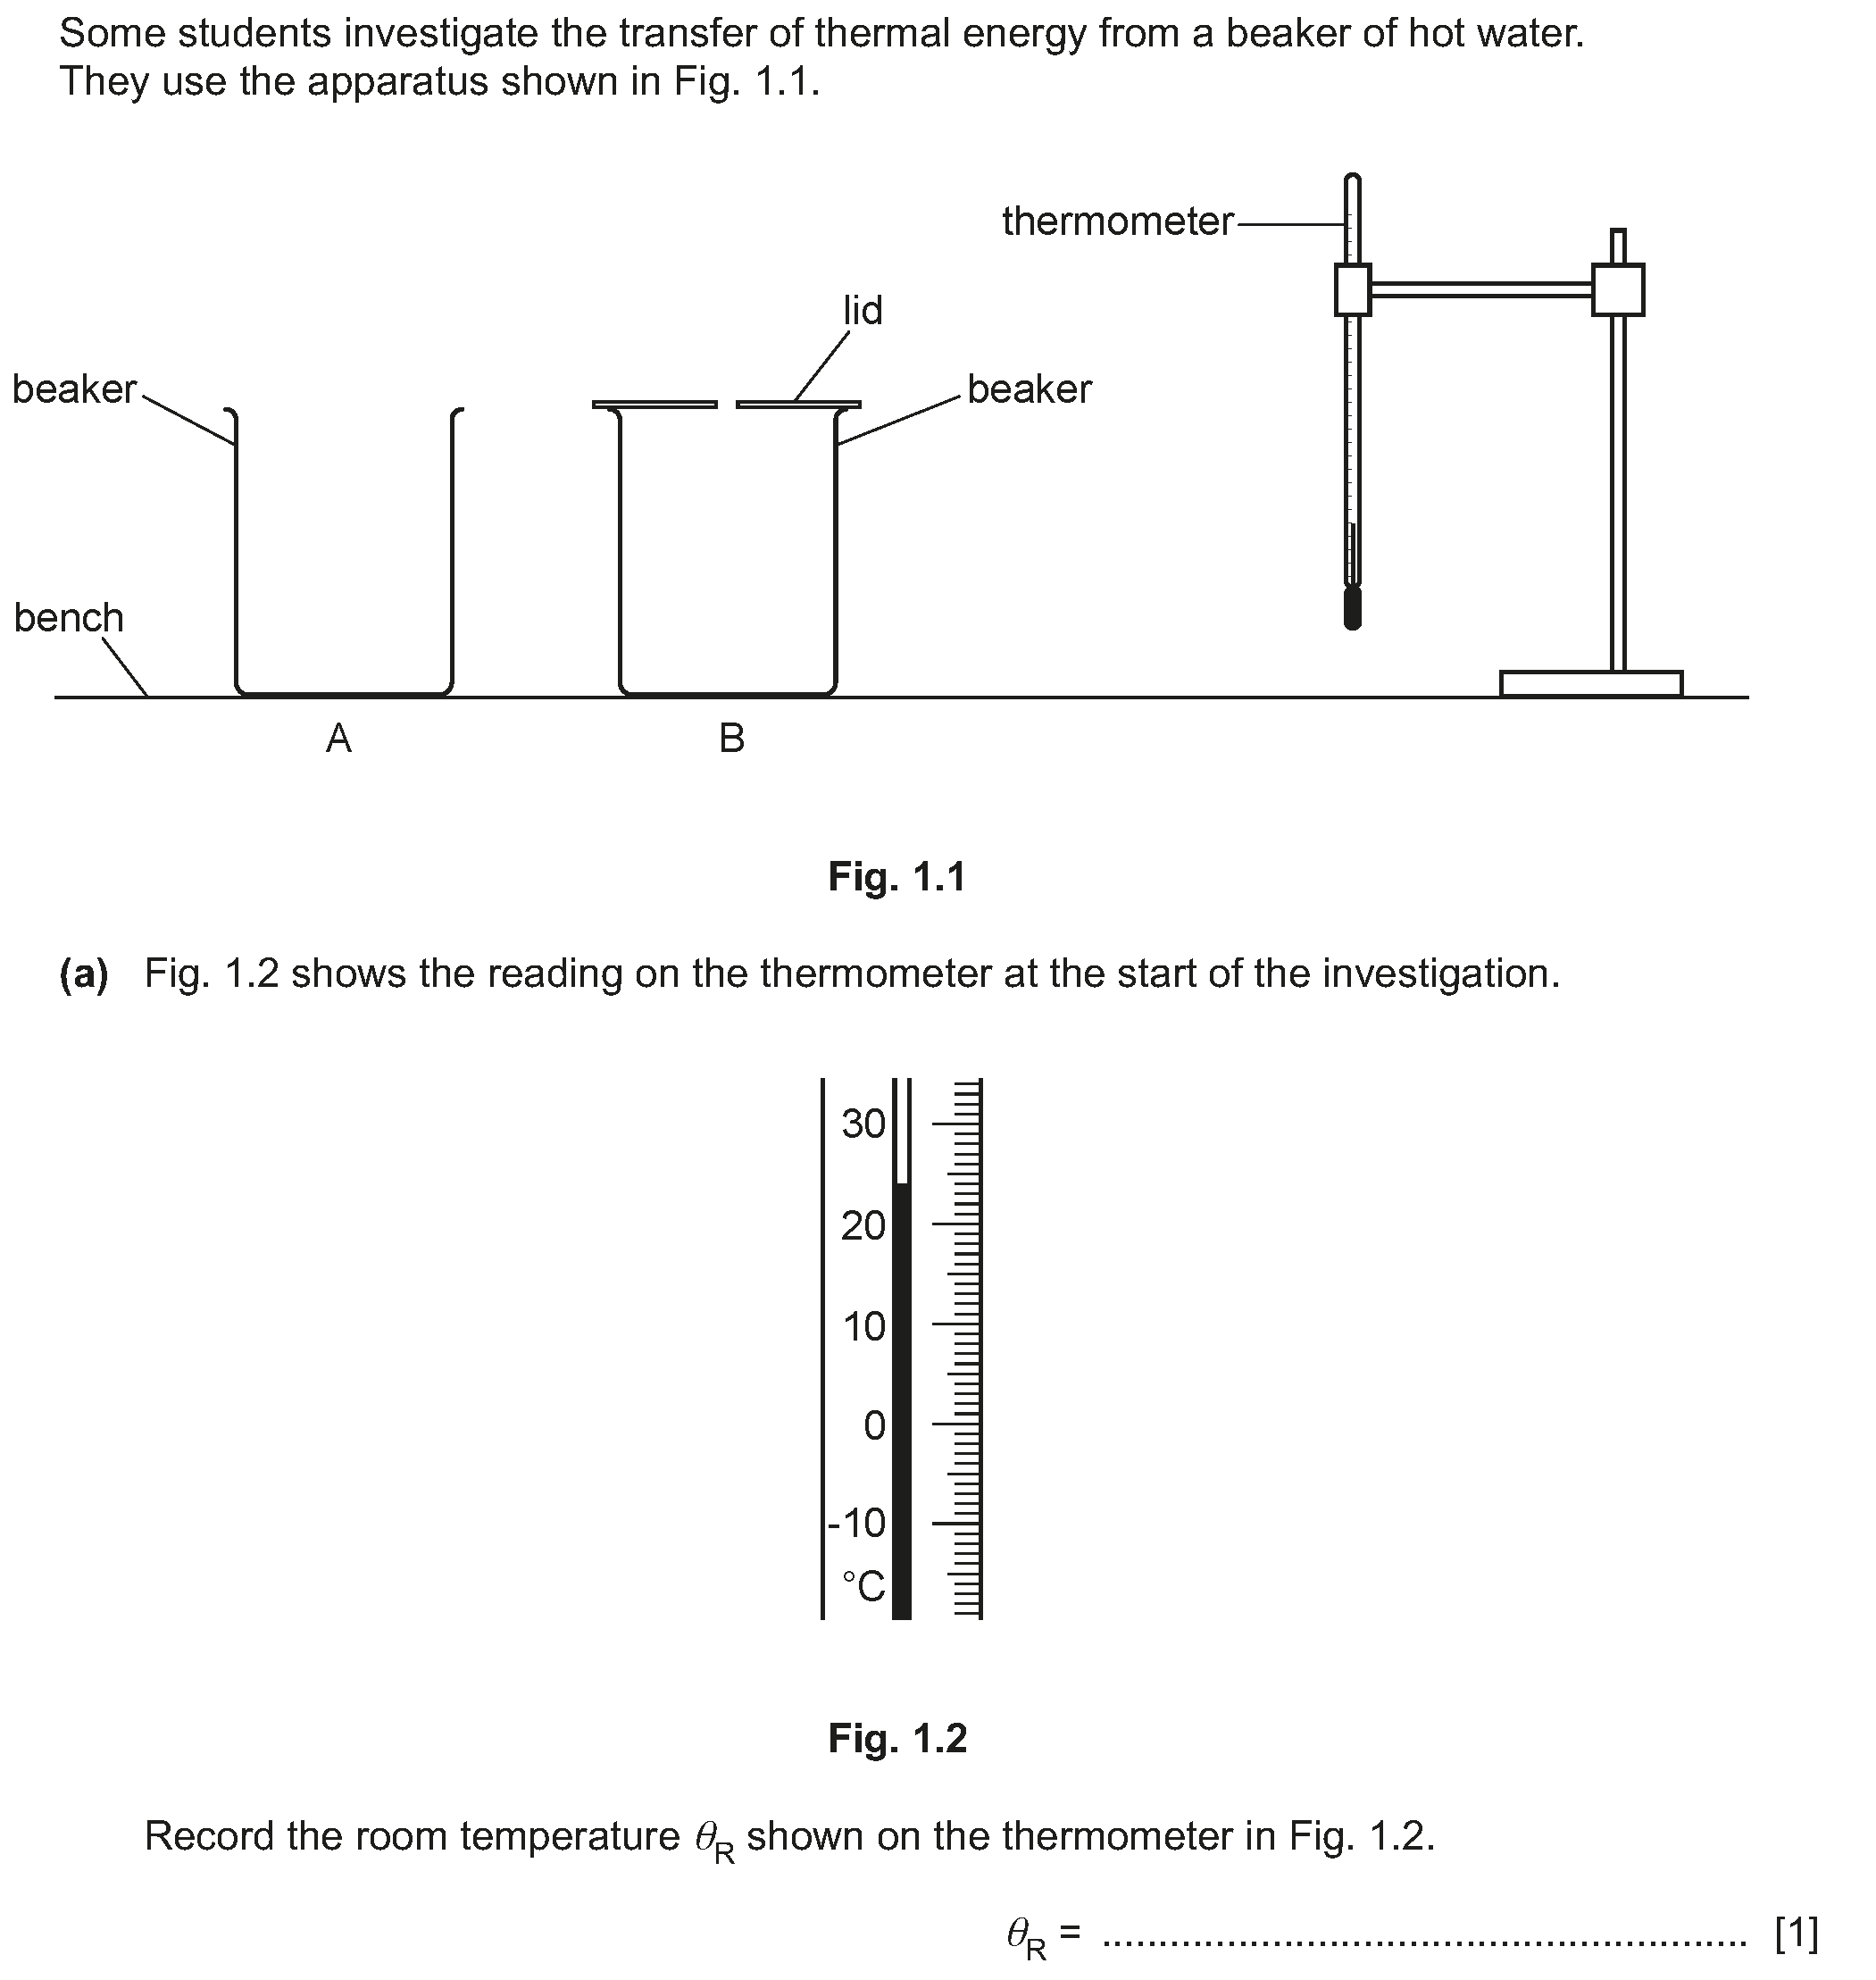 Some students investigate the transfer of thermal energy from a beaker of hot water.
They use the apparatus shown in Fig. 1.1.
thermometer
lid
beaker
beaker
bench
A
B
Fig. 1.1
(a) Fig. 1.2 shows the reading on the thermometer at the start of the investigation.
30
20
10
0
-10
°C
Fig. 1.2
Record the room temperature θR shown on the thermometer in Fig. 1.2.
θR = .......................................................... [1]